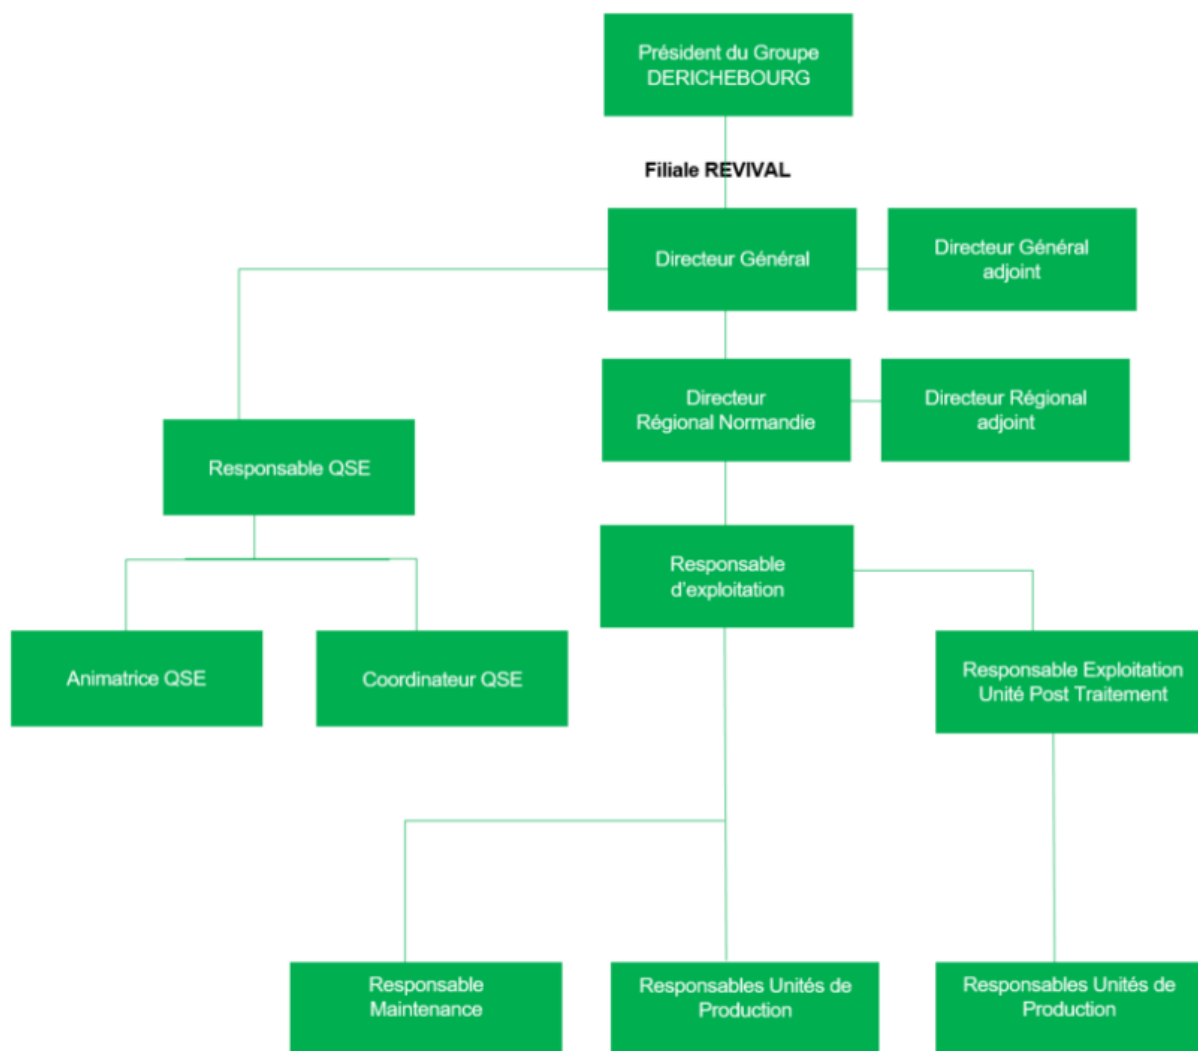 Président du Groupe
DERICHEBOURG
Filiale REVIVAL
Directeur Général
Directeur Général
adjoint
Directeur
Régional Normandie
Directeur Régional
adjoint
Responsable QSE
Responsable
d'exploitation
Animatrice QSE
Coordinateur QSE
Responsable Exploitation
Unité Post Traitement
Responsable
Maintenance
Responsables Unités de
Production
Responsables Unités de
Production